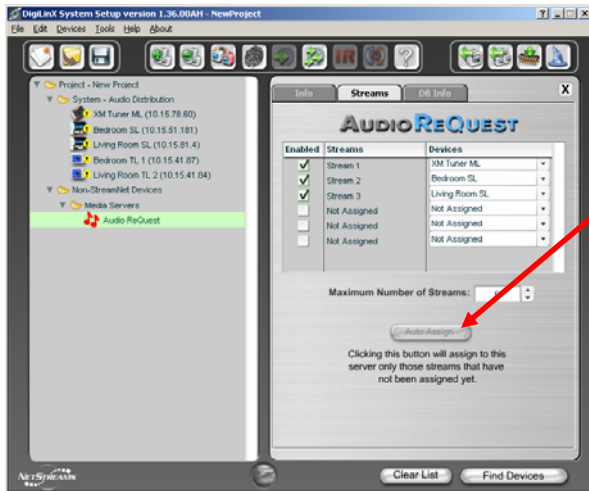 DigiLinX System Setup version 1.36.00AH - NewProject
File Edit Devices Tools Help About
IR
Project - New Project
System - Audio Distribution
XM Tuner ML (10.15.78.60)
Bedroom SL (10.15.51.181)
Living Room SL (10.15.81.4)
Bedroom TL 1 (10.15.41.87)
Living Room TL 2 (10.15.41.84)
Non-StreamNet Devices
Media Servers
Audio ReQuest
Info Streams DB Info X
AUDIOREQUEST
Enabled Streams Devices
Stream 1 XM Tuner ML
Stream 2 Bedroom SL
Stream 3 Living Room SL
Not Assigned Not Assigned
Not Assigned Not Assigned
Not Assigned Not Assigned
Maximum Number of Streams:
Auto Assign
Clicking this button will assign to this
server only those streams that have
not been assigned yet.
NETSTREAMS
Clear List Find Devices